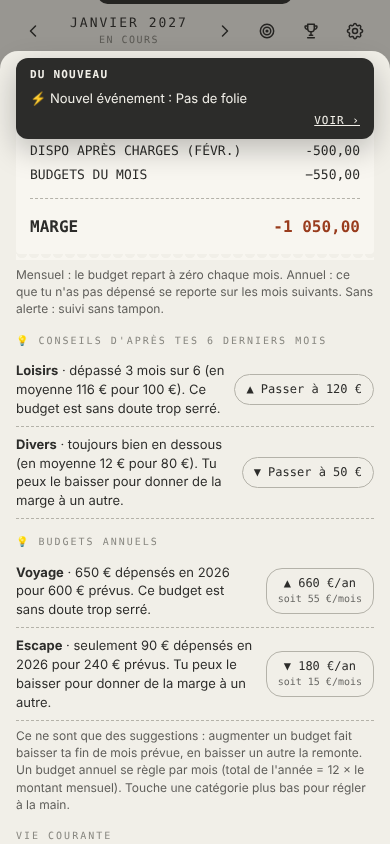 JANVIER 2027
EN COURS
DU NOUVEAU
⚡ Nouvel événement : Pas de folie
VOIR ›
DISPO APRÈS CHARGES (FÉVR.) -500,00
BUDGETS DU MOIS −550,00
MARGE -1 050,00
Mensuel : le budget repart à zéro chaque mois. Annuel : ce
que tu n'as pas dépensé se reporte sur les mois suivants. Sans
alerte : suivi sans tampon.
💡 CONSEILS D'APRÈS TES 6 DERNIERS MOIS
Loisirs · dépassé 3 mois sur 6 (en
moyenne 116 € pour 100 €). Ce
budget est sans doute trop serré.
▲ Passer à 120 €
Divers · toujours bien en dessous
(en moyenne 12 € pour 80 €). Tu
peux le baisser pour donner de la
marge à un autre.
▼ Passer à 50 €
💡 BUDGETS ANNUELS
Voyage · 650 € dépensés en 2026
pour 600 € prévus. Ce budget est
sans doute trop serré.
▲ 660 €/an
soit 55 €/mois
Escape · seulement 90 € dépensés en
2026 pour 240 € prévus. Tu peux le
baisser pour donner de la marge à un
autre.
▼ 180 €/an
soit 15 €/mois
Ce ne sont que des suggestions : augmenter un budget fait
baisser ta fin de mois prévue, en baisser un autre la remonte.
Un budget annuel se règle par mois (total de l'année = 12 × le
montant mensuel). Touche une catégorie plus bas pour régler
à la main.
VIE COURANTE